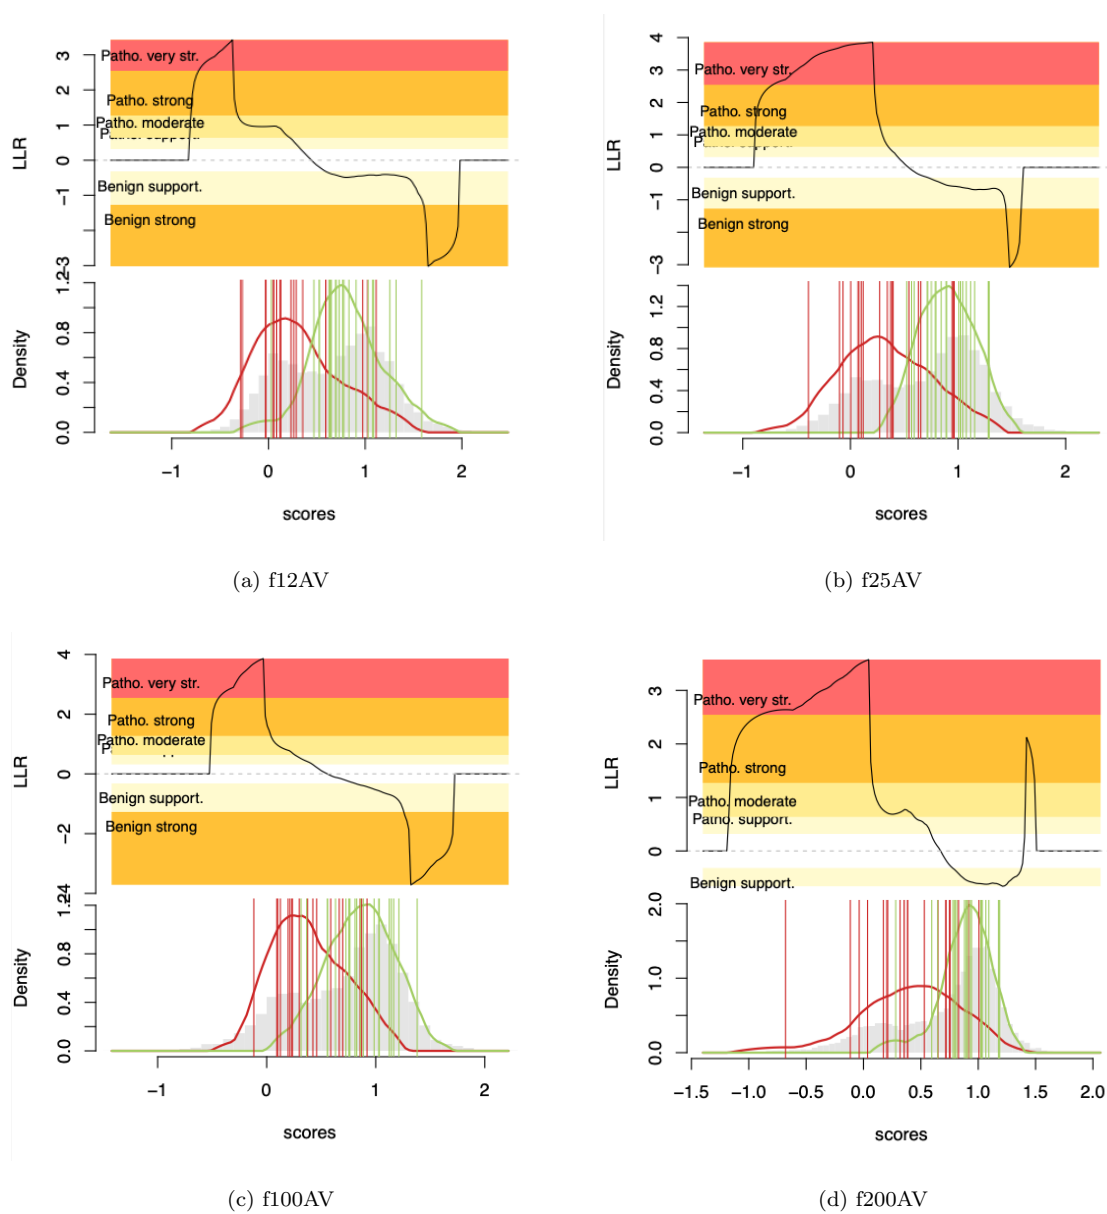 LLR
3
2
1
0
−1
−3
Patho. very str.
Patho. strong
Patho. moderate
Patho. support.
Benign support.
Benign strong
Density
1.2
0.8
0.4
0.0
−1 0 1 2
scores
(a) f12AV
LLR
4
3
2
1
0
−1
−3
Patho. very str.
Patho. strong
Patho. moderate
Benign support.
Benign strong
Density
1.2
0.8
0.4
0.0
−1 0 1 2
scores
(b) f25AV
LLR
4
2
0
−2
Patho. very str.
Patho. strong
Patho. moderate
Benign support.
Benign strong
Density
0.8
0.4
0.0
−1 0 1 2
scores
(c) f100AV
LLR
3
2
1
0
Patho. very str.
Patho. strong
Patho. moderate
Patho. support.
Benign support.
Density
2.0
1.0
0.0
−1.5 −1.0 −0.5 0.0 0.5 1.0 1.5 2.0
scores
(d) f200AV